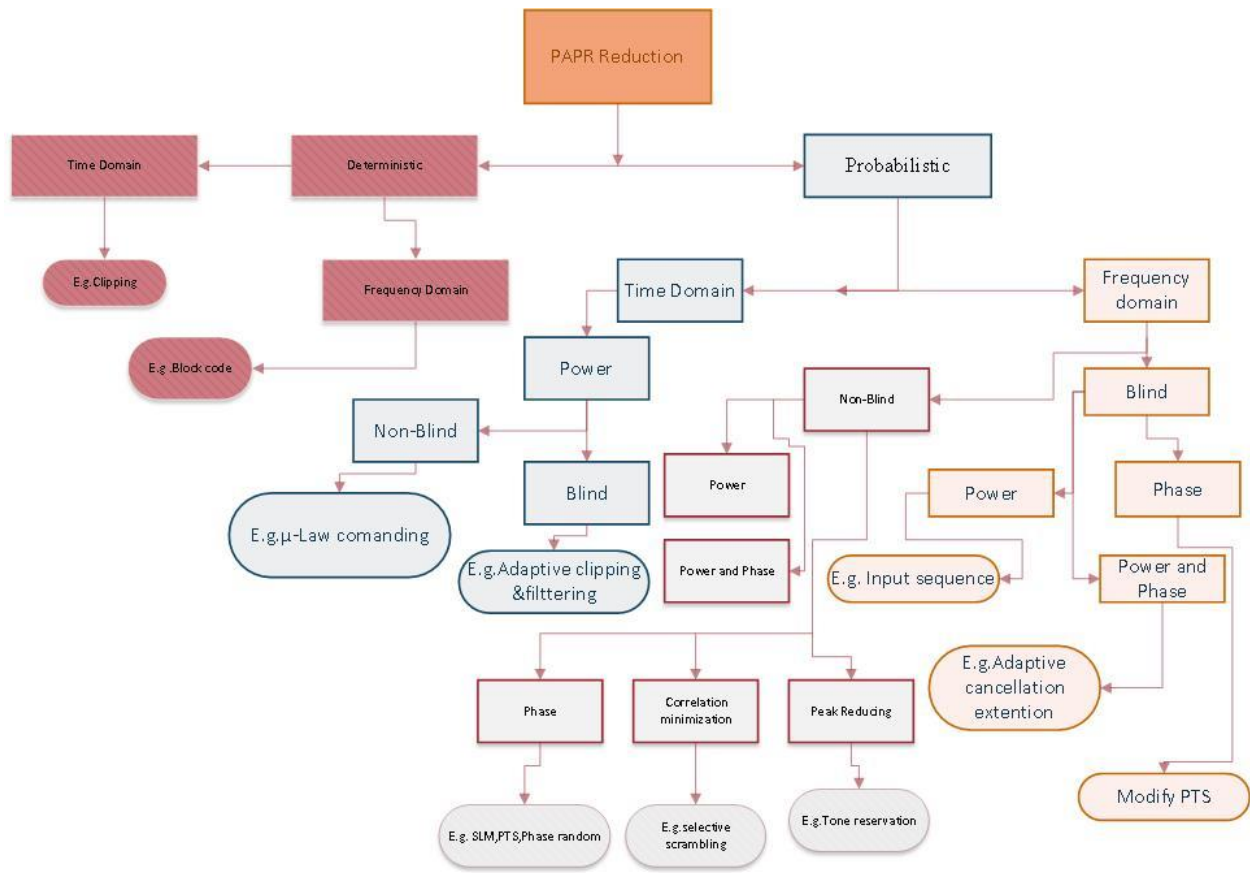 PAPR Reduction
Time Domain
Deterministic
Probabilistic
E.g.Clipping
Frequency Domain
Time Domain
Frequency
domain
E.g .Block code
Power
Non-Blind
Blind
Non-Blind
Blind
Power
Power
Phase
E.g.μ-Law comanding
E.g.Adaptive clipping
&filttering
Power and Phase
E.g. Input sequence
Power and
Phase
E.g.Adaptive
cancellation
extention
Phase
Correlation
minimization
Peak Reducing
Modify PTS
E.g. SLM,PTS,Phase random
E.g.selective
scrambling
E.g.Tone reservation